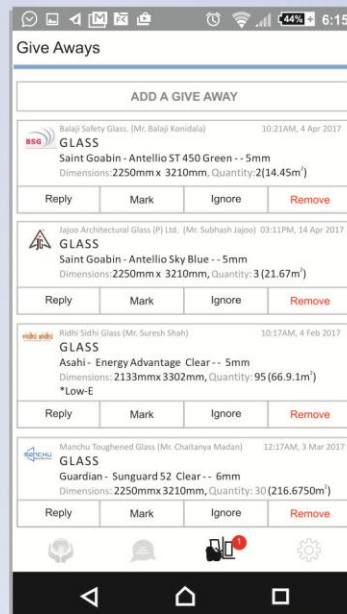 44% 6:15
Give Aways
ADD A GIVE AWAY
BSG
Balaji Safety Glass. (Mr. Balaji Konidala) 10:21AM, 4 Apr 2017
GLASS
Saint Goabin - Antellio ST 450 Green - - 5mm
Dimensions:2250mm x 3210mm, Quantity:2(14.45m²)
Reply Mark Ignore Remove
Jajoo Architectural Glass (P) Ltd. (Mr. Subhash Jajoo) 03:11PM, 14 Apr 2017
GLASS
Saint Goabin - Antellio Sky Blue - - 5mm
Dimensions:2250mm x 3210mm, Quantity: 3 (21.67m²)
Reply Mark Ignore Remove
ridhi sidhi
Ridhi Sidhi Glass (Mr. Suresh Shah) 10:17AM, 4 Feb 2017
GLASS
Asahi - Energy Advantage Clear - - 5mm
Dimensions: 2133mmx3302mm, Quantity: 95 (66.9.1m²)
*Low-E
Reply Mark Ignore Remove
MANCHU
Manchu Toughened Glass (Mr. Chaitanya Madan) 12:17AM, 3 Mar 2017
GLASS
Guardian - Sunguard 52 Clear - - 6mm
Dimensions: 2250mmx3210mm, Quantity: 30 (216.6750m²)
Reply Mark Ignore Remove
1